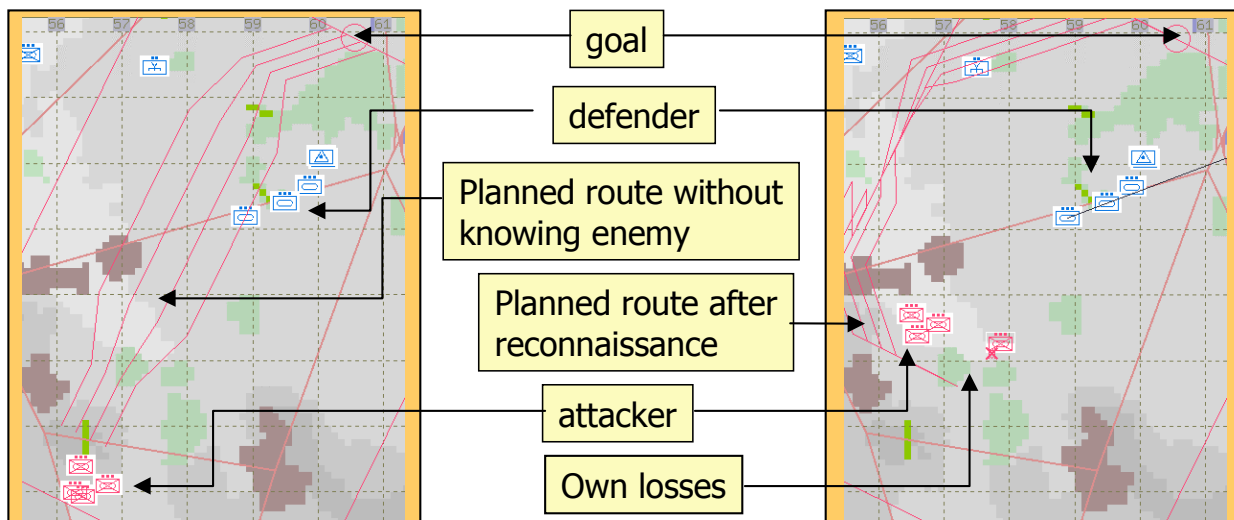 56 57 58 59 60 61
56 57 58 59 60 61
goal
defender
Planned route without
knowing enemy
Planned route after
reconnaissance
attacker
Own losses